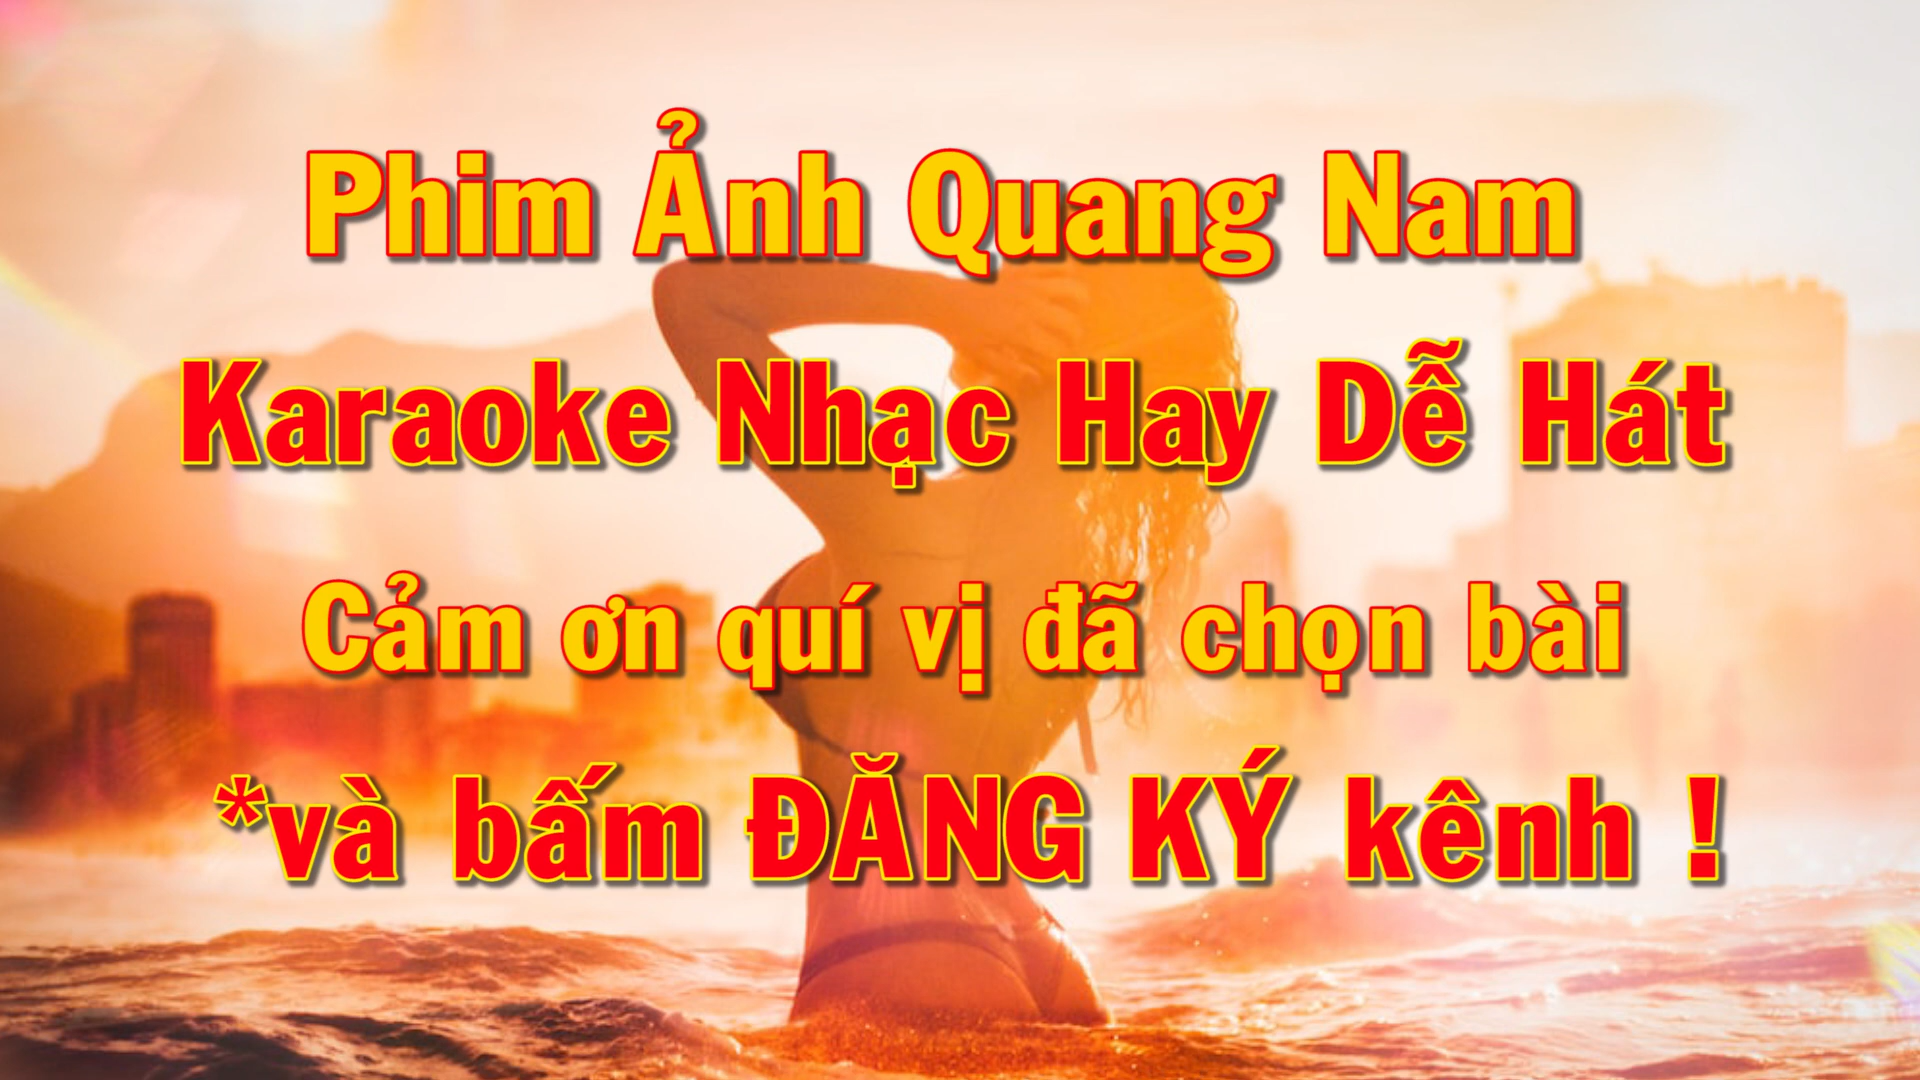 Phim Ảnh Quang Nam
Karaoke Nhạc Hay Dễ Hát
Cảm ơn quí vị đã chọn bài
*và bấm ĐĂNG KÝ kênh !